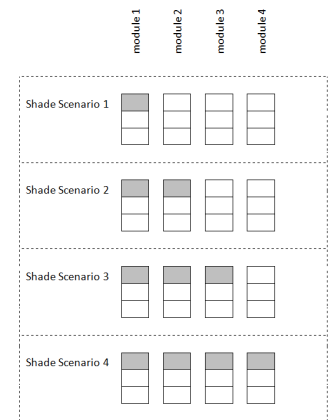 module 1
module 2
module 3
module 4
Shade Scenario 1
Shade Scenario 2
Shade Scenario 3
Shade Scenario 4